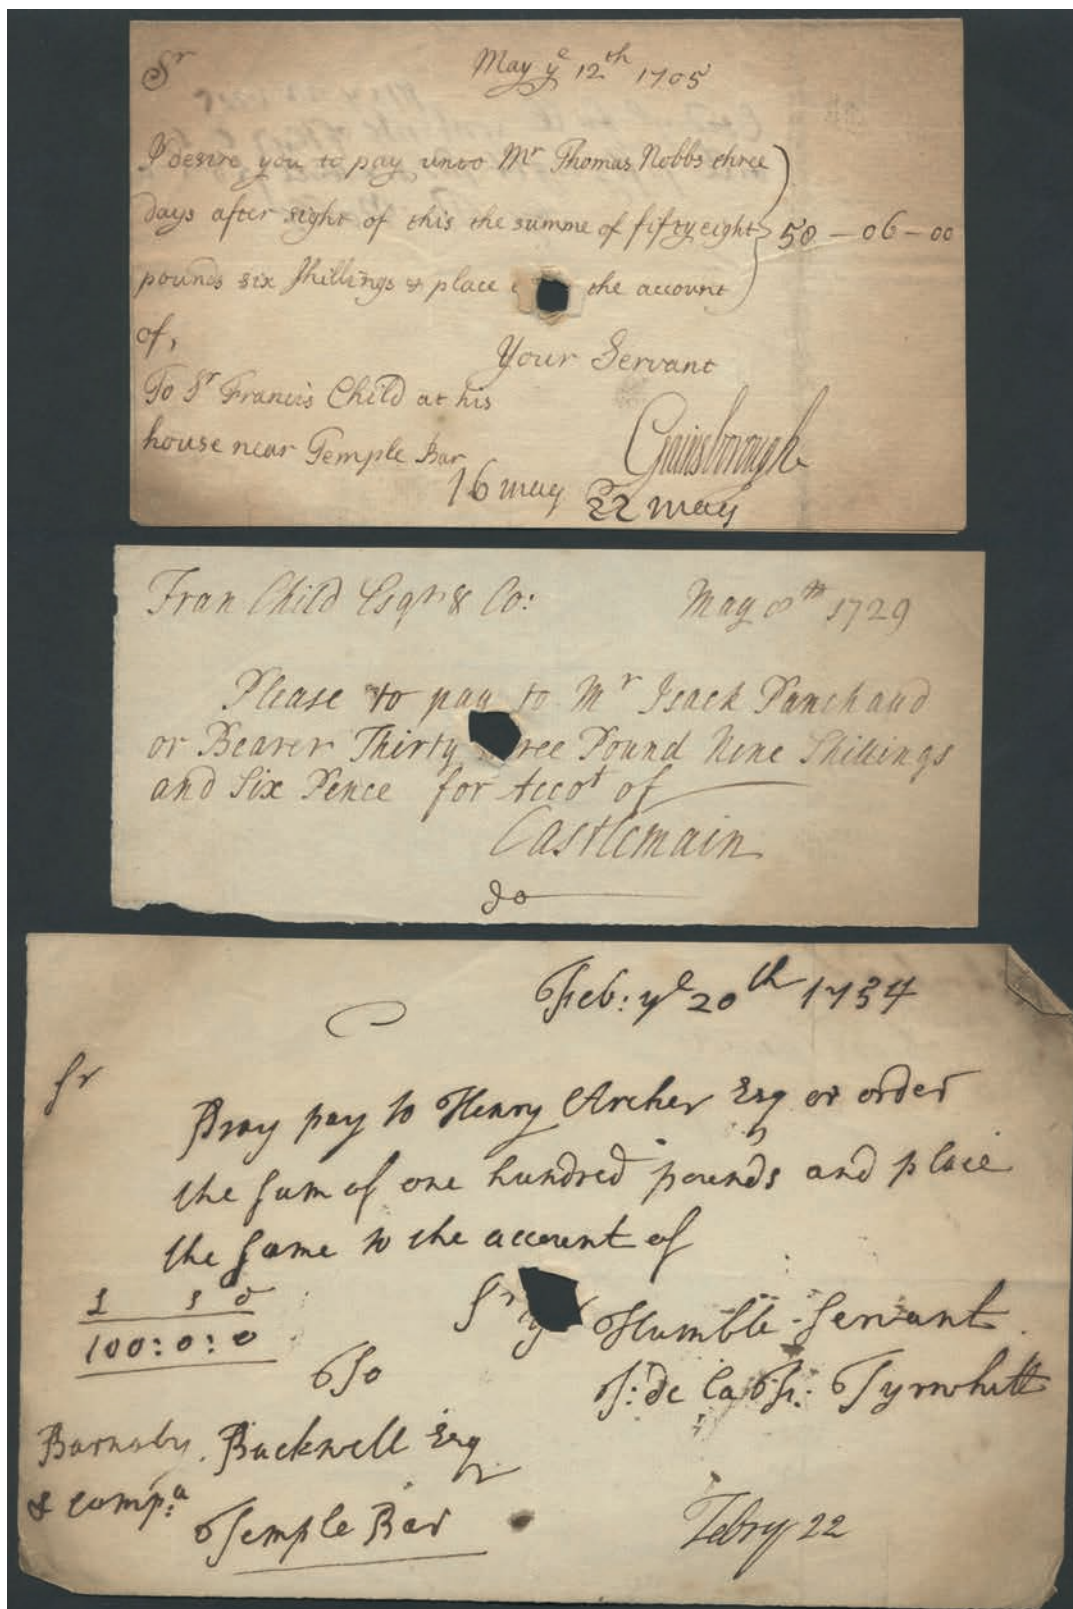 Sr
May ye 12th 1705
I desire you to pay unto Mr Thomas Nobbs three
days after sight of this the summe of fifty eight
58 – 06 – 00
pounds six shillings & place the account
of,
Your Servant
To Sr Francis Child at his
house near Temple Bar
Gainsborough
16 may 22 may
Fran Child Esqr & Co:
May 8th 1729
Please to pay to Mr Isack Panchaud
or Bearer Thirty ree Pound Nine Shillings
and Six Pence for Accot of
Castlemain
Feb: ye 20th 1734
Sr
Pray pay to Henry Archer Esq or order
the sum of one hundred pounds and place
the same to the account of
£ s d
100:0:0
Sr Humble Servant
To
J: de la Fr: Tyrwhitt
Barnaby Backwell Esq
& Comp:a
Temple Bar
Febry 22